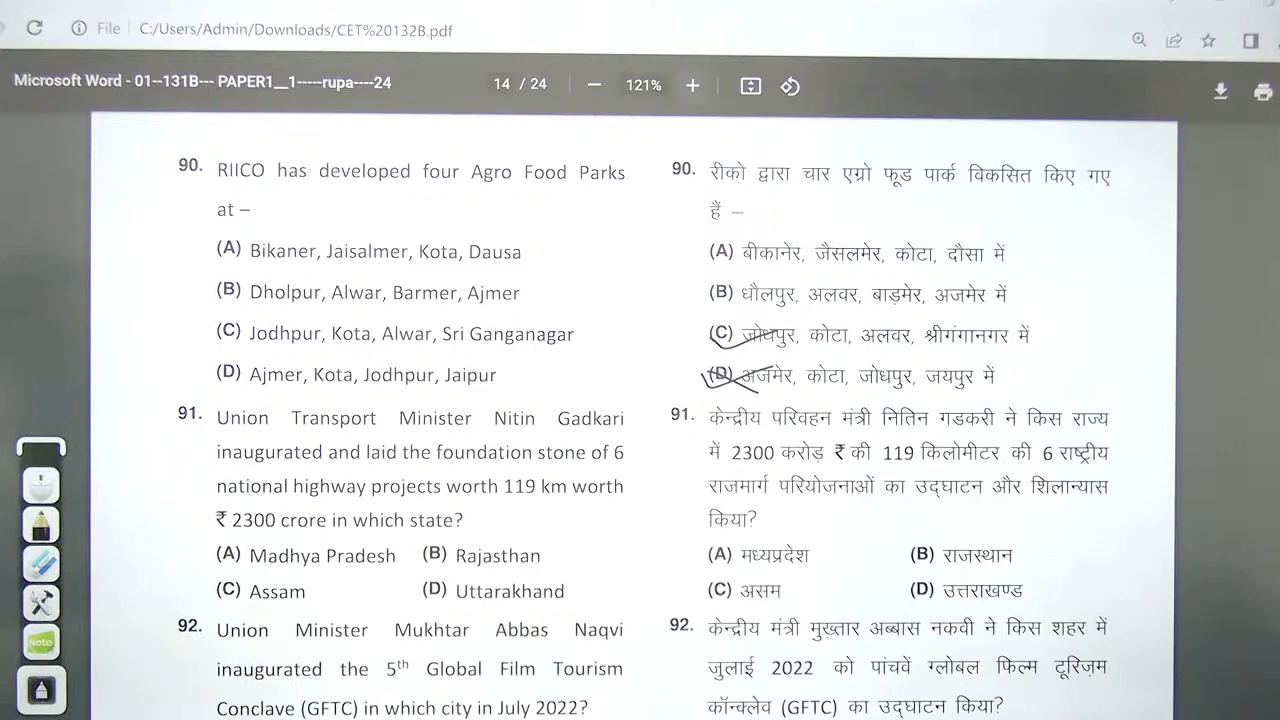 File C:/Users/Admin/Downloads/CET%20132B.pdf
Microsoft Word - 01--131B--- PAPER1__1-----rupa----24
14 / 24
121%
90. RIICO has developed four Agro Food Parks
at –
(A) Bikaner, Jaisalmer, Kota, Dausa
(B) Dholpur, Alwar, Barmer, Ajmer
(C) Jodhpur, Kota, Alwar, Sri Ganganagar
(D) Ajmer, Kota, Jodhpur, Jaipur
91. Union Transport Minister Nitin Gadkari
inaugurated and laid the foundation stone of 6
national highway projects worth 119 km worth
₹ 2300 crore in which state?
(A) Madhya Pradesh (B) Rajasthan
(C) Assam (D) Uttarakhand
92. Union Minister Mukhtar Abbas Naqvi
inaugurated the 5th Global Film Tourism
Conclave (GFTC) in which city in July 2022?
90. रीको द्वारा चार एग्रो फूड पार्क विकसित किए गए
हैं –
(A) बीकानेर, जैसलमेर, कोटा, दौसा में
(B) धौलपुर, अलवर, बाड़मेर, अजमेर में
(C) जोधपुर, कोटा, अलवर, श्रीगंगानगर में
(D) अजमेर, कोटा, जोधपुर, जयपुर में
91. केन्द्रीय परिवहन मंत्री नितिन गडकरी ने किस राज्य
में 2300 करोड़ ₹ की 119 किलोमीटर की 6 राष्ट्रीय
राजमार्ग परियोजनाओं का उद्घाटन और शिलान्यास
किया?
(A) मध्यप्रदेश (B) राजस्थान
(C) असम (D) उत्तराखण्ड
92. केन्द्रीय मंत्री मुख्तार अब्बास नकवी ने किस शहर में
जुलाई 2022 को पांचवें ग्लोबल फिल्म टूरिज़म
कॉन्क्लेव (GFTC) का उद्घाटन किया?
Note